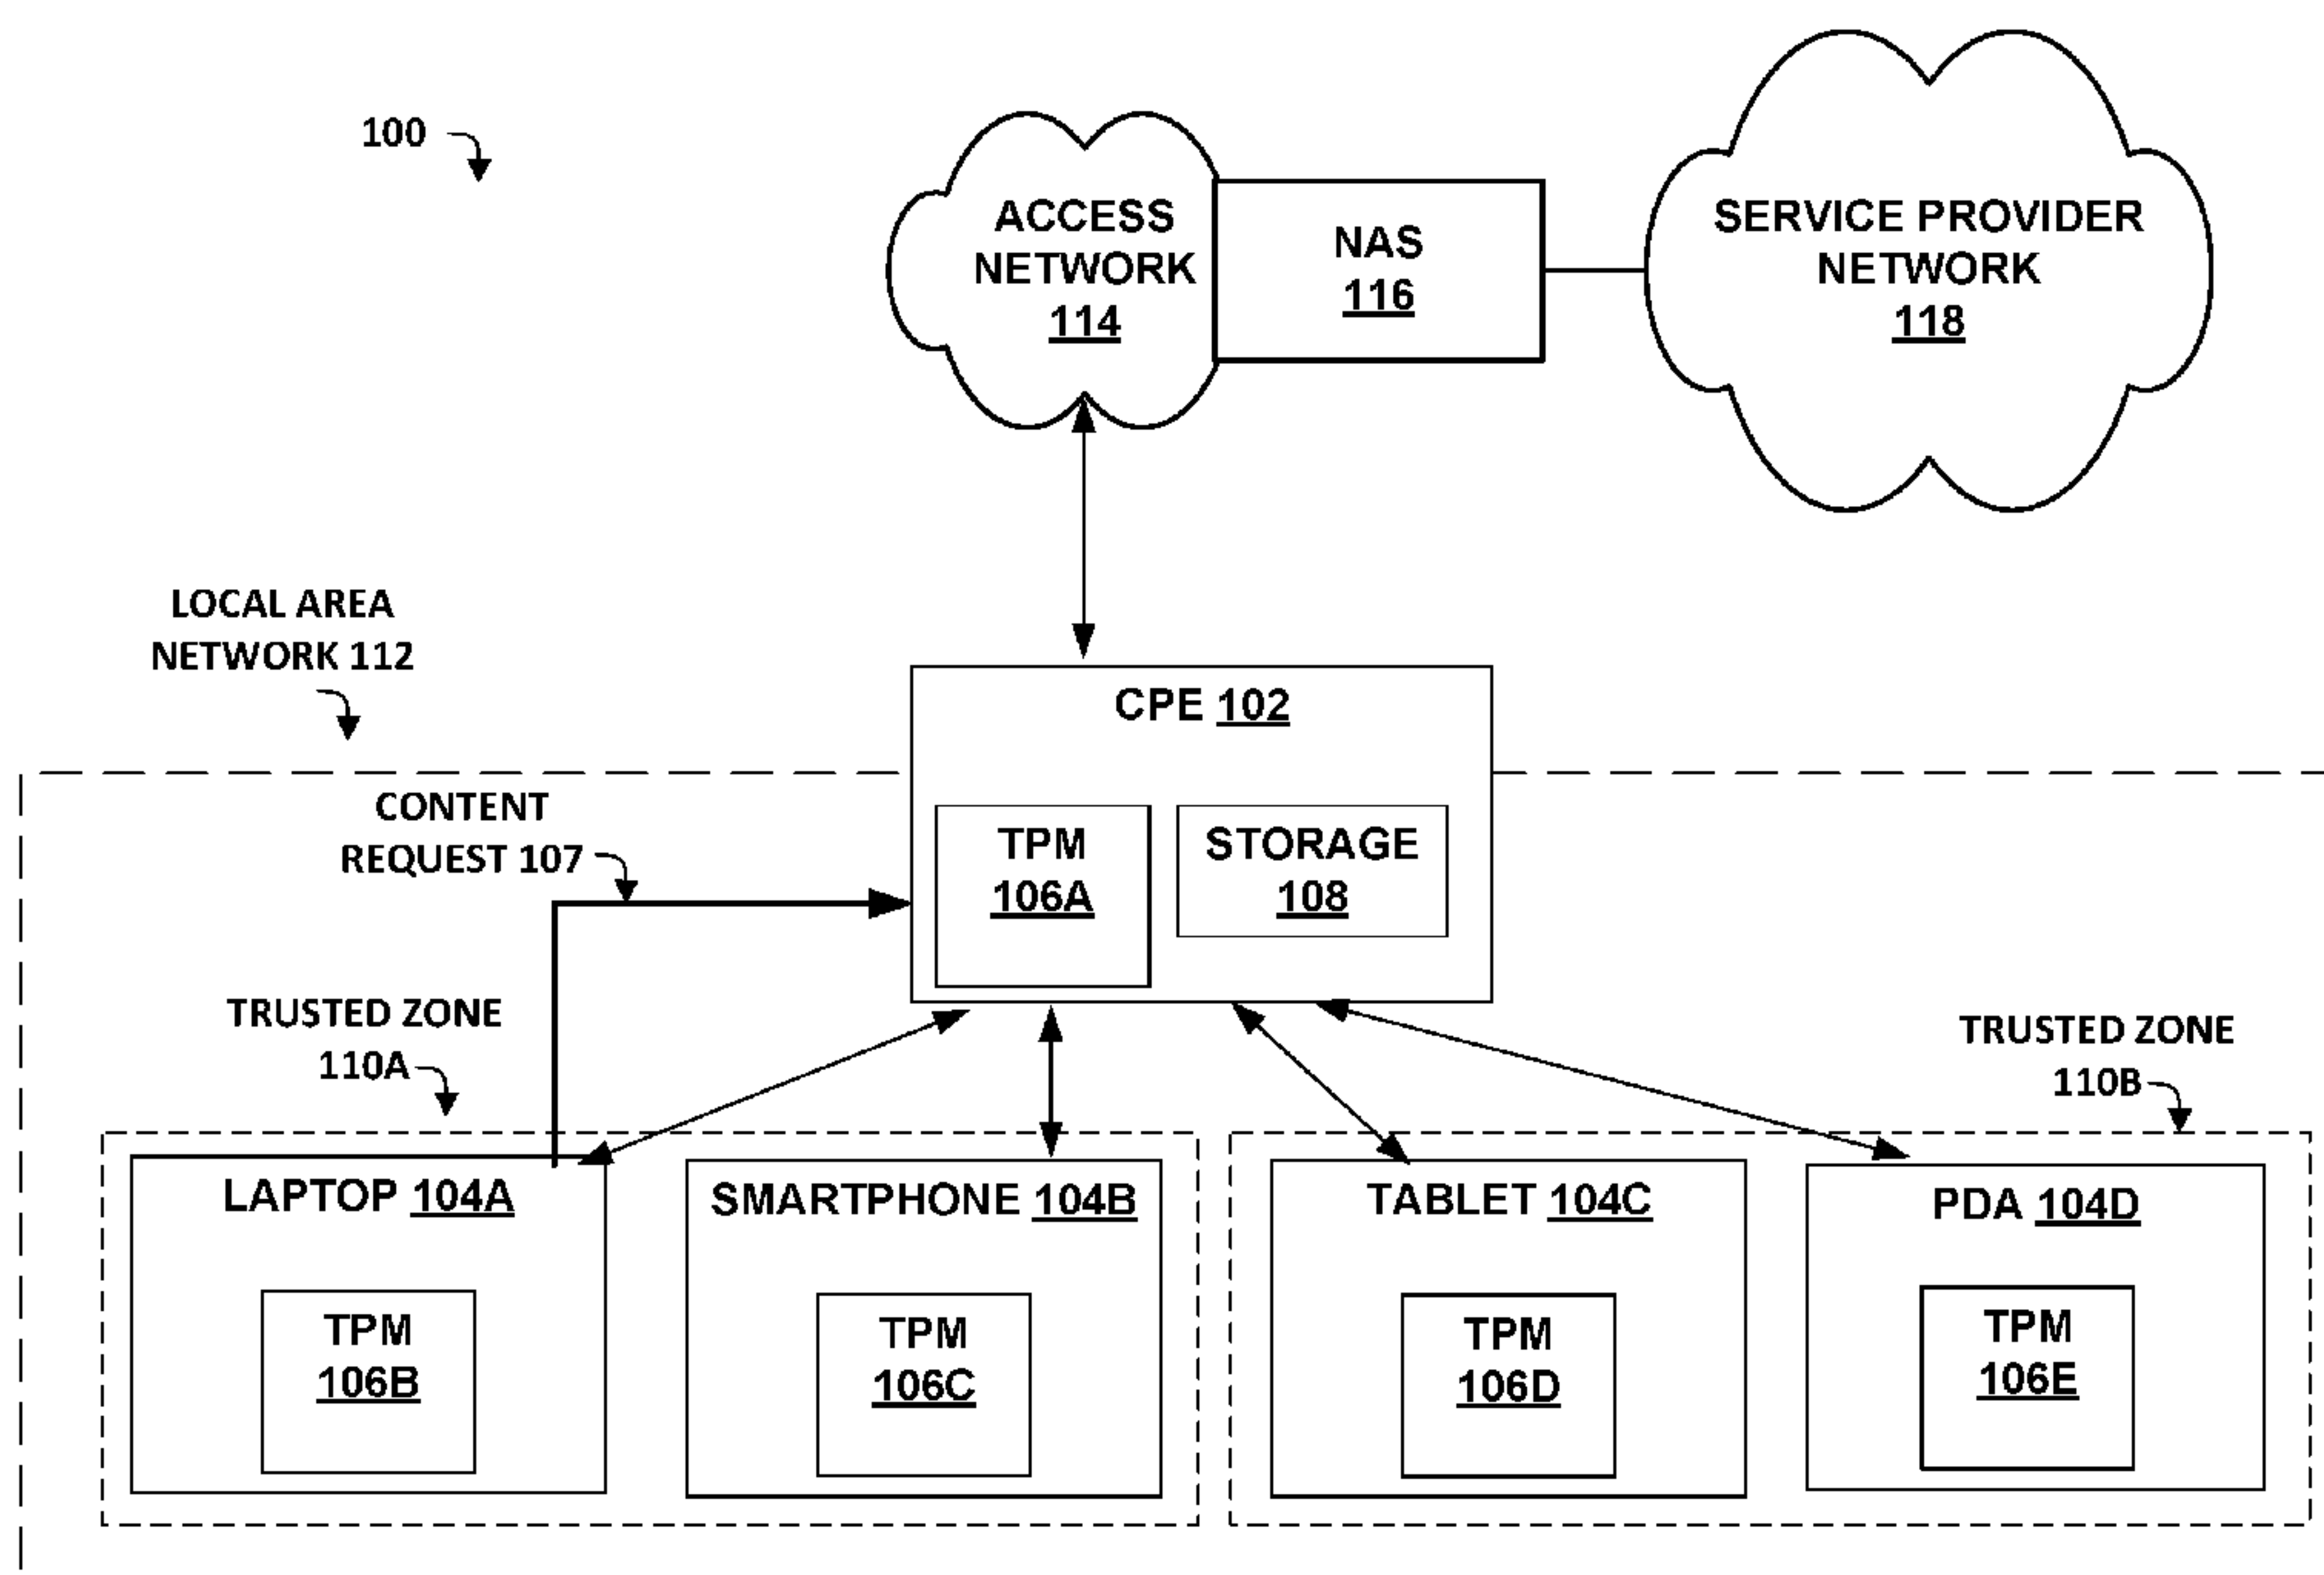 100
ACCESS
NETWORK
114
NAS
116
SERVICE PROVIDER
NETWORK
118
LOCAL AREA
NETWORK 112
CPE 102
CONTENT
REQUEST 107
TPM
106A
STORAGE
108
TRUSTED ZONE
110A
TRUSTED ZONE
110B
LAPTOP 104A
TPM
106B
SMARTPHONE 104B
TPM
106C
TABLET 104C
TPM
106D
PDA 104D
TPM
106E